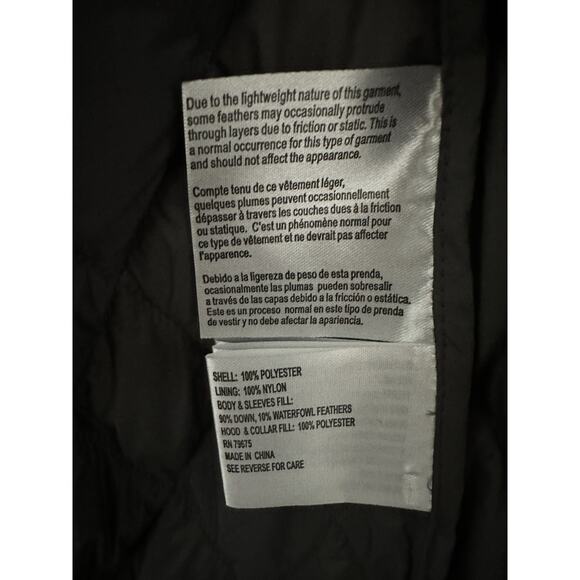 Due to the lightweight nature of this garment,
some feathers may occasionally protrude
through layers due to friction or static. This is
a normal occurrence for this type of garment
and should not affect the appearance.
Compte tenu de ce vêtement léger,
quelques plumes peuvent occasionnellement
dépasser à travers les couches dues à la friction
ou statique. C'est un phénomène normal pour
ce type de vêtement et ne devrait pas affecter
l'apparence.
Debido a la ligereza de peso de esta prenda,
ocasionalmente las plumas pueden sobresalir
a través de las capas debido a la fricción o estática.
Este es un proceso normal en este tipo de prenda
de vestir y no debe afectar la apariencia.
SHELL: 100% POLYESTER
LINING: 100% NYLON
BODY & SLEEVES FILL:
90% DOWN, 10% WATERFOWL FEATHERS
HOOD & COLLAR FILL: 100% POLYESTER
RN 79675
MADE IN CHINA
SEE REVERSE FOR CARE